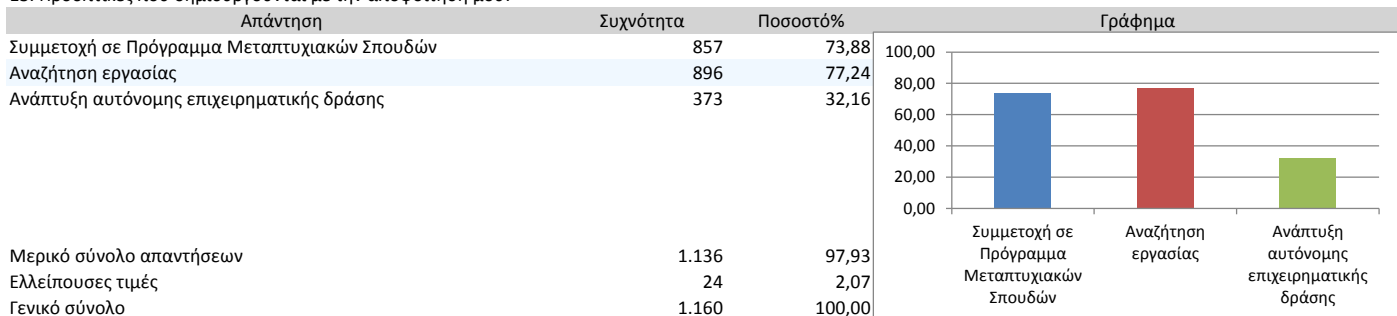 Απάντηση Συχνότητα Ποσοστό% Γράφημα
Συμμετοχή σε Πρόγραμμα Μεταπτυχιακών Σπουδών 857 73,88
Αναζήτηση εργασίας 896 77,24
Ανάπτυξη αυτόνομης επιχειρηματικής δράσης 373 32,16
Μερικό σύνολο απαντήσεων 1.136 97,93
Ελλείπουσες τιμές 24 2,07
Γενικό σύνολο 1.160 100,00
100,00
80,00
60,00
40,00
20,00
0,00
Συμμετοχή σε
Πρόγραμμα
Μεταπτυχιακών
Σπουδών
Αναζήτηση
εργασίας
Ανάπτυξη
αυτόνομης
επιχειρηματικής
δράσης